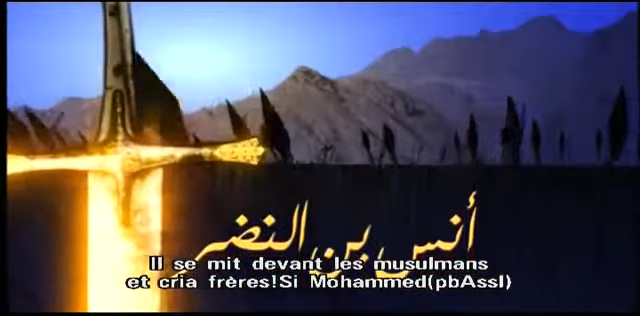 أنس بن النضر
Il se mit devant les musulmans
et cria frères!Si Mohammed(pbAssl)